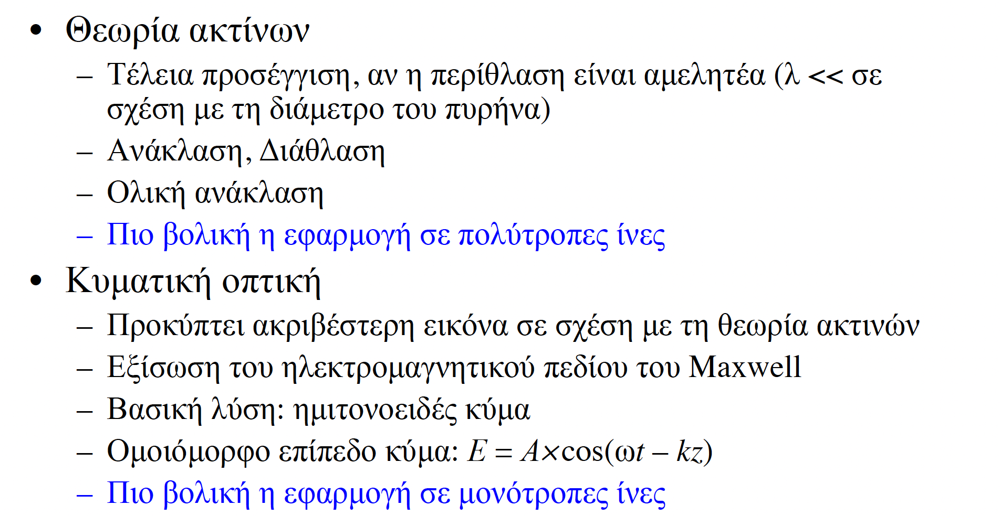 • Θεωρία ακτίνων
– Τέλεια προσέγγιση, αν η περίθλαση είναι αμελητέα (λ << σε
σχέση με τη διάμετρο του πυρήνα)
– Ανάκλαση, Διάθλαση
– Ολική ανάκλαση
– Πιο βολική η εφαρμογή σε πολύτροπες ίνες
• Κυματική οπτική
– Προκύπτει ακριβέστερη εικόνα σε σχέση με τη θεωρία ακτινών
– Εξίσωση του ηλεκτρομαγνητικού πεδίου του Maxwell
– Βασική λύση: ημιτονοειδές κύμα
– Ομοιόμορφο επίπεδο κύμα: E = A×cos(ωt – kz)
– Πιο βολική η εφαρμογή σε μονότροπες ίνες